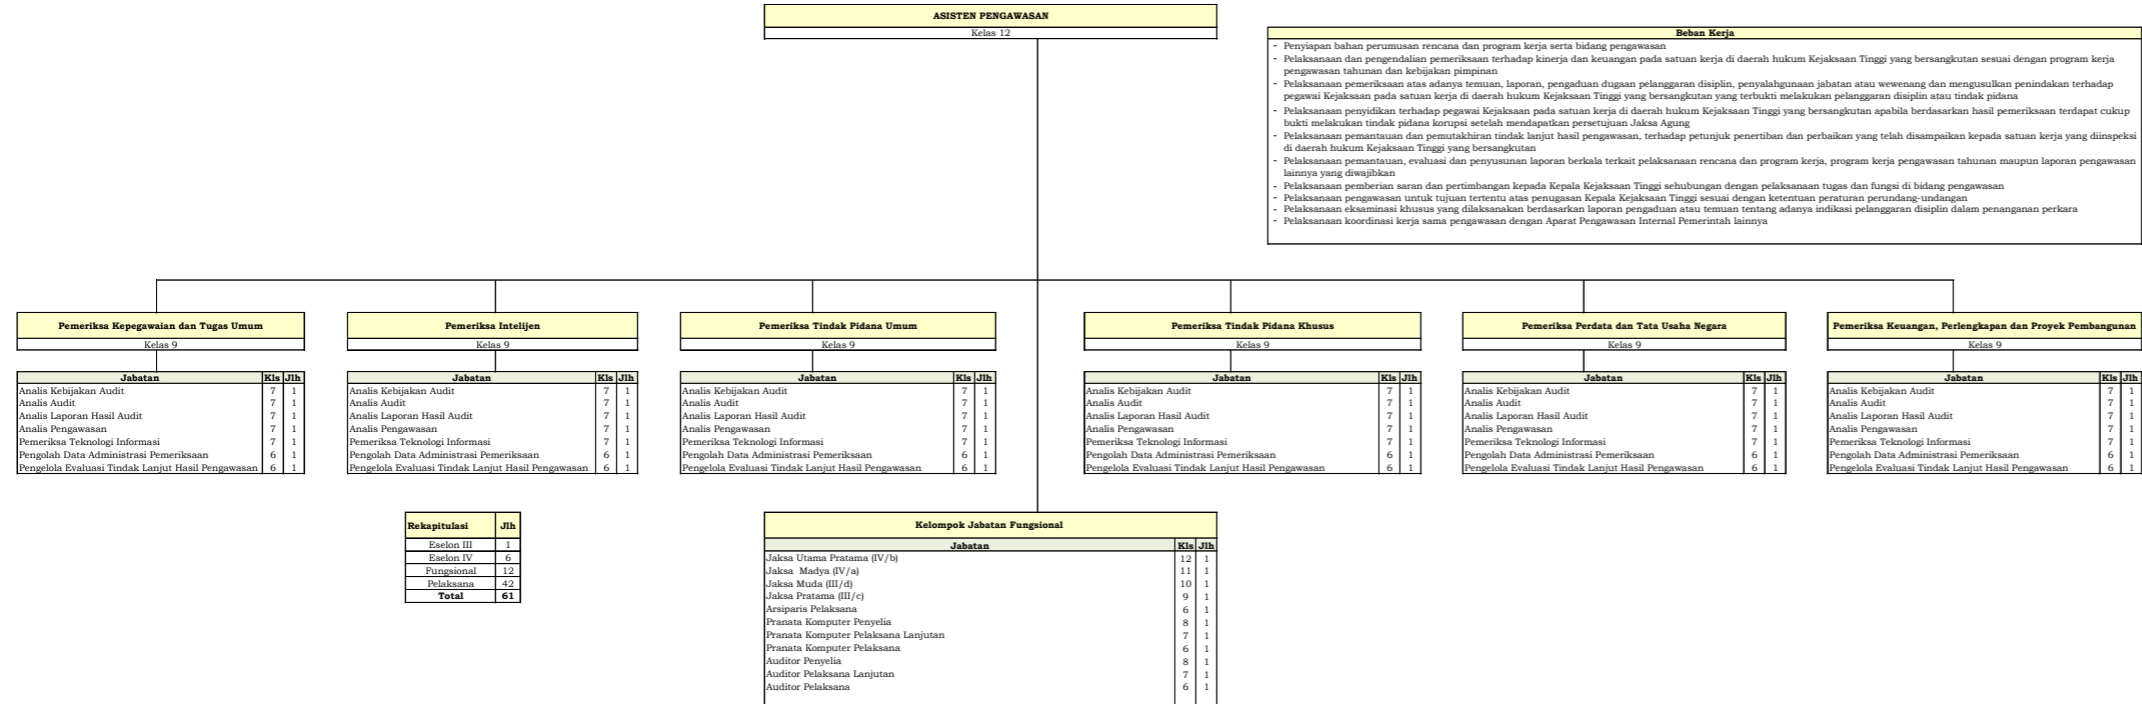 ASISTEN PENGAWASAN
Kelas 12
Beban Kerja
- Penyiapan bahan perumusan rencana dan program kerja serta bidang pengawasan
- Pelaksanaan dan pengendalian pemeriksaan terhadap kinerja dan keuangan pada satuan kerja di daerah hukum Kejaksaan Tinggi yang bersangkutan sesuai dengan program kerja
pengawasan tahunan dan kebijakan pimpinan
- Pelaksanaan pemeriksaan atas adanya temuan, laporan, pengaduan dugaan pelanggaran disiplin, penyalahgunaan jabatan atau wewenang dan mengusulkan penindakan terhadap
pegawai Kejaksaan pada satuan kerja di daerah hukum Kejaksaan Tinggi yang bersangkutan yang terbukti melakukan pelanggaran disiplin atau tindak pidana
- Pelaksanaan penyidikan terhadap pegawai Kejaksaan pada satuan kerja di daerah hukum Kejaksaan Tinggi yang bersangkutan apabila berdasarkan hasil pemeriksaan terdapat cukup
bukti melakukan tindak pidana korupsi setelah mendapatkan persetujuan Jaksa Agung
- Pelaksanaan pemantauan dan pemutakhiran tindak lanjut hasil pengawasan, terhadap petunjuk penertiban dan perbaikan yang telah disampaikan kepada satuan kerja yang diinspeksi
di daerah hukum Kejaksaan Tinggi yang bersangkutan
- Pelaksanaan pemantauan, evaluasi dan penyusunan laporan berkala terkait pelaksanaan rencana dan program kerja, program kerja pengawasan tahunan maupun laporan pengawasan
lainnya yang diwajibkan
- Pelaksanaan pemberian saran dan pertimbangan kepada Kepala Kejaksaan Tinggi sehubungan dengan pelaksanaan tugas dan fungsi di bidang pengawasan
- Pelaksanaan pengawasan untuk tujuan tertentu atas penugasan Kepala Kejaksaan Tinggi sesuai dengan ketentuan peraturan perundang-undangan
- Pelaksanaan eksaminasi khusus yang dilaksanakan berdasarkan laporan pengaduan atau temuan tentang adanya indikasi pelanggaran disiplin dalam penanganan perkara
- Pelaksanaan koordinasi kerja sama pengawasan dengan Aparat Pengawasan Internal Pemerintah lainnya
Pemeriksa Kepegawaian dan Tugas Umum
Kelas 9
Jabatan Kls Jlh
Analis Kebijakan Audit 7 1
Analis Audit 7 1
Analis Laporan Hasil Audit 7 1
Analis Pengawasan 7 1
Pemeriksa Teknologi Informasi 7 1
Pengolah Data Administrasi Pemeriksaan 6 1
Pengelola Evaluasi Tindak Lanjut Hasil Pengawasan 6 1
Pemeriksa Intelijen
Kelas 9
Jabatan Kls Jlh
Analis Kebijakan Audit 7 1
Analis Audit 7 1
Analis Laporan Hasil Audit 7 1
Analis Pengawasan 7 1
Pemeriksa Teknologi Informasi 7 1
Pengolah Data Administrasi Pemeriksaan 6 1
Pengelola Evaluasi Tindak Lanjut Hasil Pengawasan 6 1
Pemeriksa Tindak Pidana Umum
Kelas 9
Jabatan Kls Jlh
Analis Kebijakan Audit 7 1
Analis Audit 7 1
Analis Laporan Hasil Audit 7 1
Analis Pengawasan 7 1
Pemeriksa Teknologi Informasi 7 1
Pengolah Data Administrasi Pemeriksaan 6 1
Pengelola Evaluasi Tindak Lanjut Hasil Pengawasan 6 1
Pemeriksa Tindak Pidana Khusus
Kelas 9
Jabatan Kls Jlh
Analis Kebijakan Audit 7 1
Analis Audit 7 1
Analis Laporan Hasil Audit 7 1
Analis Pengawasan 7 1
Pemeriksa Teknologi Informasi 7 1
Pengolah Data Administrasi Pemeriksaan 6 1
Pengelola Evaluasi Tindak Lanjut Hasil Pengawasan 6 1
Pemeriksa Perdata dan Tata Usaha Negara
Kelas 9
Jabatan Kls Jlh
Analis Kebijakan Audit 7 1
Analis Audit 7 1
Analis Laporan Hasil Audit 7 1
Analis Pengawasan 7 1
Pemeriksa Teknologi Informasi 7 1
Pengolah Data Administrasi Pemeriksaan 6 1
Pengelola Evaluasi Tindak Lanjut Hasil Pengawasan 6 1
Pemeriksa Keuangan, Perlengkapan dan Proyek Pembangunan
Kelas 9
Jabatan Kls Jlh
Analis Kebijakan Audit 7 1
Analis Audit 7 1
Analis Laporan Hasil Audit 7 1
Analis Pengawasan 7 1
Pemeriksa Teknologi Informasi 7 1
Pengolah Data Administrasi Pemeriksaan 6 1
Pengelola Evaluasi Tindak Lanjut Hasil Pengawasan 6 1
Rekapitulasi Jlh
Eselon III 1
Eselon IV 6
Fungsional 12
Pelaksana 42
Total 61
Kelompok Jabatan Fungsional
Jabatan Kls Jlh
Jaksa Utama Pratama (IV/b) 12 1
Jaksa Madya (IV/a) 11 1
Jaksa Muda (III/d) 10 1
Jaksa Pratama (III/c) 9 1
Arsiparis Pelaksana 6 1
Pranata Komputer Penyelia 8 1
Pranata Komputer Pelaksana Lanjutan 7 1
Pranata Komputer Pelaksana 6 1
Auditor Penyelia 8 1
Auditor Pelaksana Lanjutan 7 1
Auditor Pelaksana 6 1